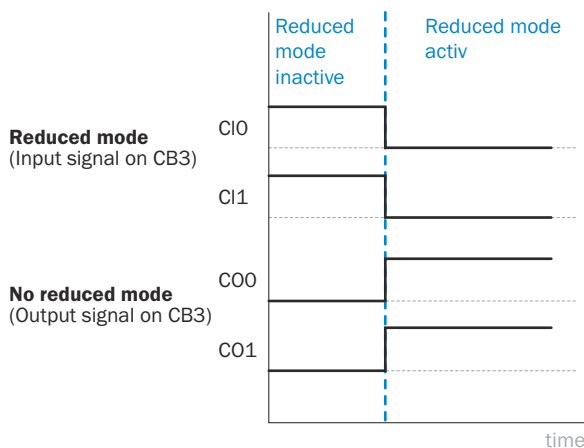 Reduced
mode
inactive
Reduced mode
activ
Reduced mode
(Input signal on CB3)
CI0
CI1
No reduced mode
(Output signal on CB3)
CO0
CO1
time